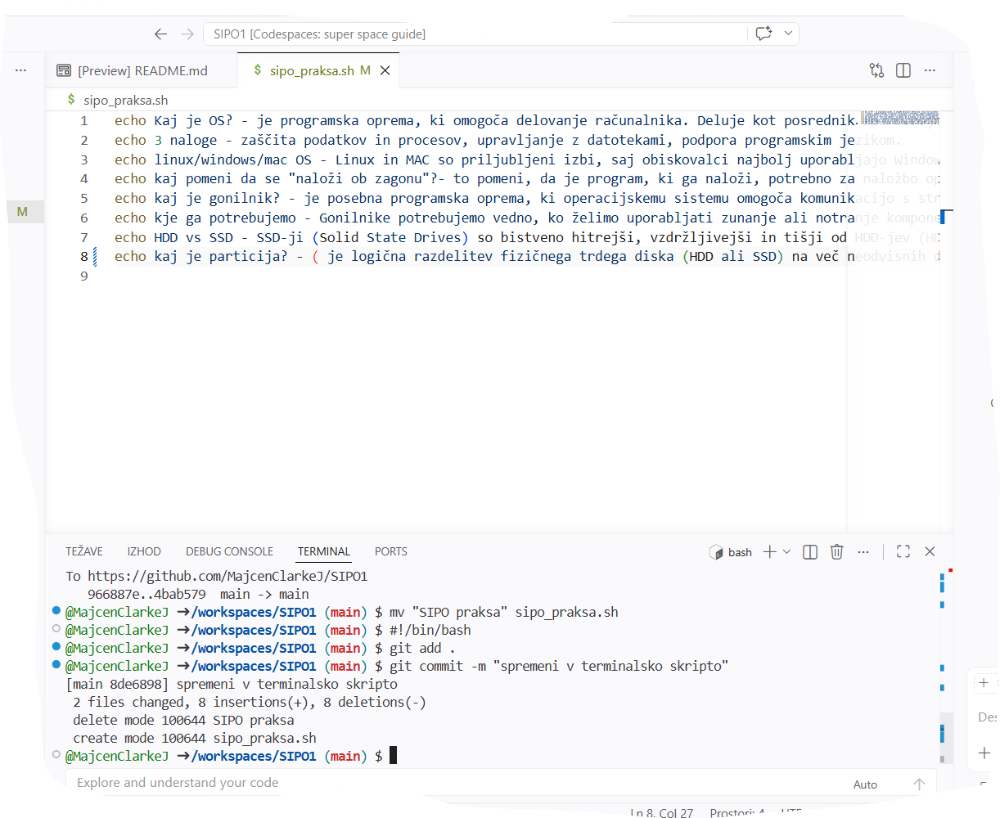 SIPO1 [Codespaces: super space guide]
[Preview] README.md
$ sipo_praksa.sh M
$ sipo_praksa.sh
1 echo Kaj je OS? - je programska oprema, ki omogoča delovanje računalnika. Deluje kot posrednik.
2 echo 3 naloge - zaščita podatkov in procesov, upravljanje z datotekami, podpora programskim jezikom.
3 echo linux/windows/mac OS - Linux in MAC so priljubljeni izbi, saj obiskovalci najbolj uporabljajo Window
4 echo kaj pomeni da se "naloži ob zagonu"?- to pomeni, da je program, ki ga naloži, potrebno za naložbo op
5 echo kaj je gonilnik? - je posebna programska oprema, ki operacijskemu sistemu omogoča komunikacijo s str
6 echo kje ga potrebujemo - Gonilnike potrebujemo vedno, ko želimo uporabljati zunanje ali notranje kompone
7 echo HDD vs SSD - SSD-ji (Solid State Drives) so bistveno hitrejši, vzdržljivejši in tišji od HDD-jev (HD
8 echo kaj je particija? - ( je logična razdelitev fizičnega trdega diska (HDD ali SSD) na več neodvisnih d
9
M
TEŽAVE IZHOD DEBUG CONSOLE TERMINAL PORTS bash
To https://github.com/MajcenClarkeJ/SIPO1
966887e..4bab579 main -> main
@MajcenClarkeJ ➜/workspaces/SIPO1 (main) $ mv "SIPO praksa" sipo_praksa.sh
@MajcenClarkeJ ➜/workspaces/SIPO1 (main) $ #!/bin/bash
@MajcenClarkeJ ➜/workspaces/SIPO1 (main) $ git add .
@MajcenClarkeJ ➜/workspaces/SIPO1 (main) $ git commit -m "spremeni v terminalsko skripto"
[main 8de6898] spremeni v terminalsko skripto
2 files changed, 8 insertions(+), 8 deletions(-)
delete mode 100644 SIPO praksa
create mode 100644 sipo_praksa.sh
@MajcenClarkeJ ➜/workspaces/SIPO1 (main) $
Explore and understand your code
Auto
Des
Ln 8, Col 27 Prostori: 4